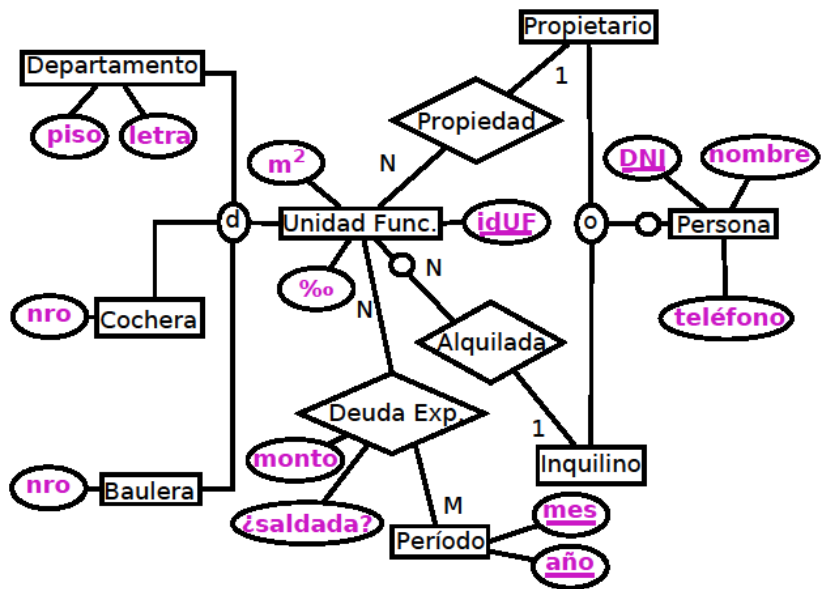 Propietario
Departamento
1
piso
letra
Propiedad
m²
N
DNI
nombre
d
Unidad Func.
idUF
o
Persona
N
‰
N
nro
Cochera
teléfono
Alquilada
Deuda Exp.
1
monto
Inquilino
nro
Baulera
¿saldada?
M
mes
Período
año